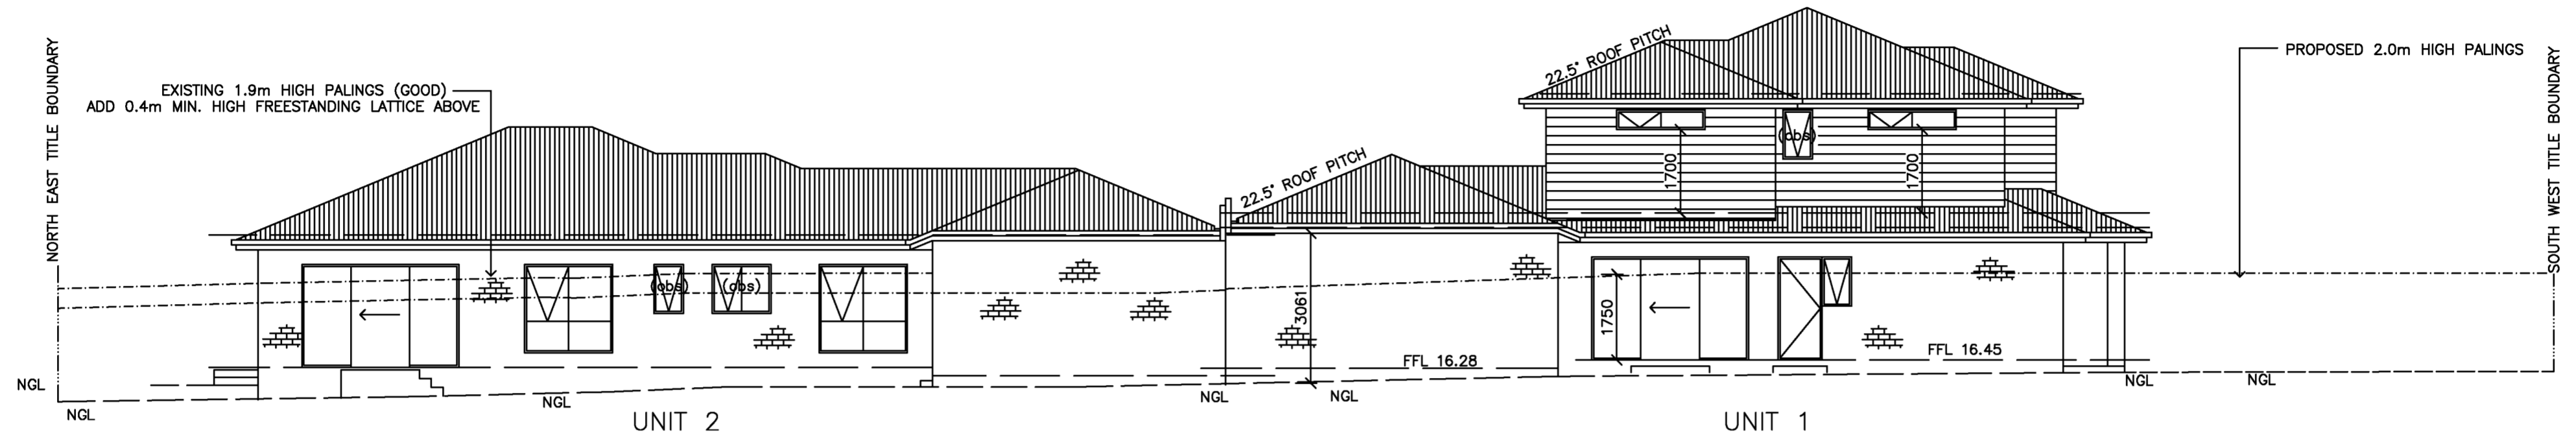 NORTH EAST TITLE BOUNDARY
EXISTING 1.9m HIGH PALINGS (GOOD)
ADD 0.4m MIN. HIGH FREESTANDING LATTICE ABOVE
22.5° ROOF PITCH
22.5° ROOF PITCH
PROPOSED 2.0m HIGH PALINGS
SOUTH WEST TITLE BOUNDARY
(obs)
1700
1700
(obs)
(obs)
3061
1750
FFL 16.28
FFL 16.45
NGL
NGL
NGL
NGL
NGL
NGL
NGL
UNIT 2
UNIT 1